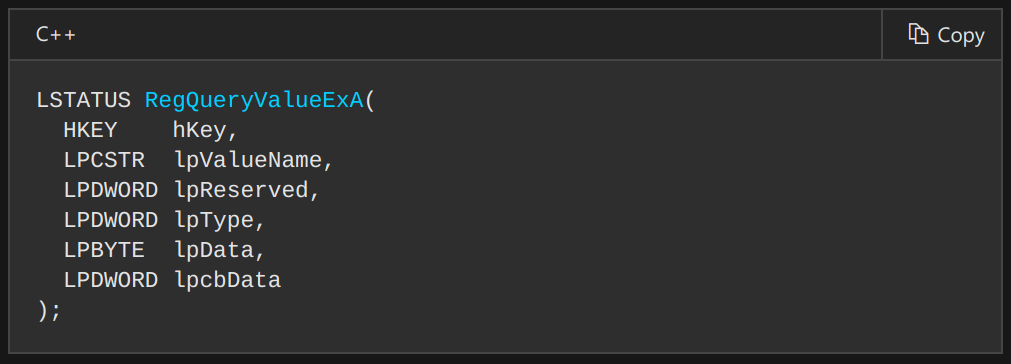 C++
Copy
LSTATUS RegQueryValueExA(
  HKEY    hKey,
  LPCSTR  lpValueName,
  LPDWORD lpReserved,
  LPDWORD lpType,
  LPBYTE  lpData,
  LPDWORD lpcbData
);